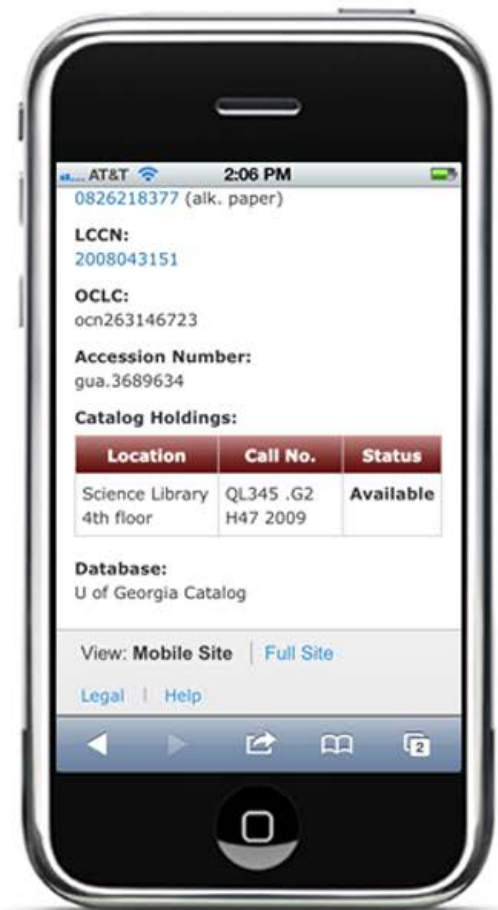 AT&T 2:06 PM
0826218377 (alk. paper)
LCCN:
2008043151
OCLC:
ocn263146723
Accession Number:
gua.3689634
Catalog Holdings:
Location Call No. Status
Science Library QL345 .G2 Available
4th floor H47 2009
Database:
U of Georgia Catalog
View: Mobile Site | Full Site
Legal | Help
2